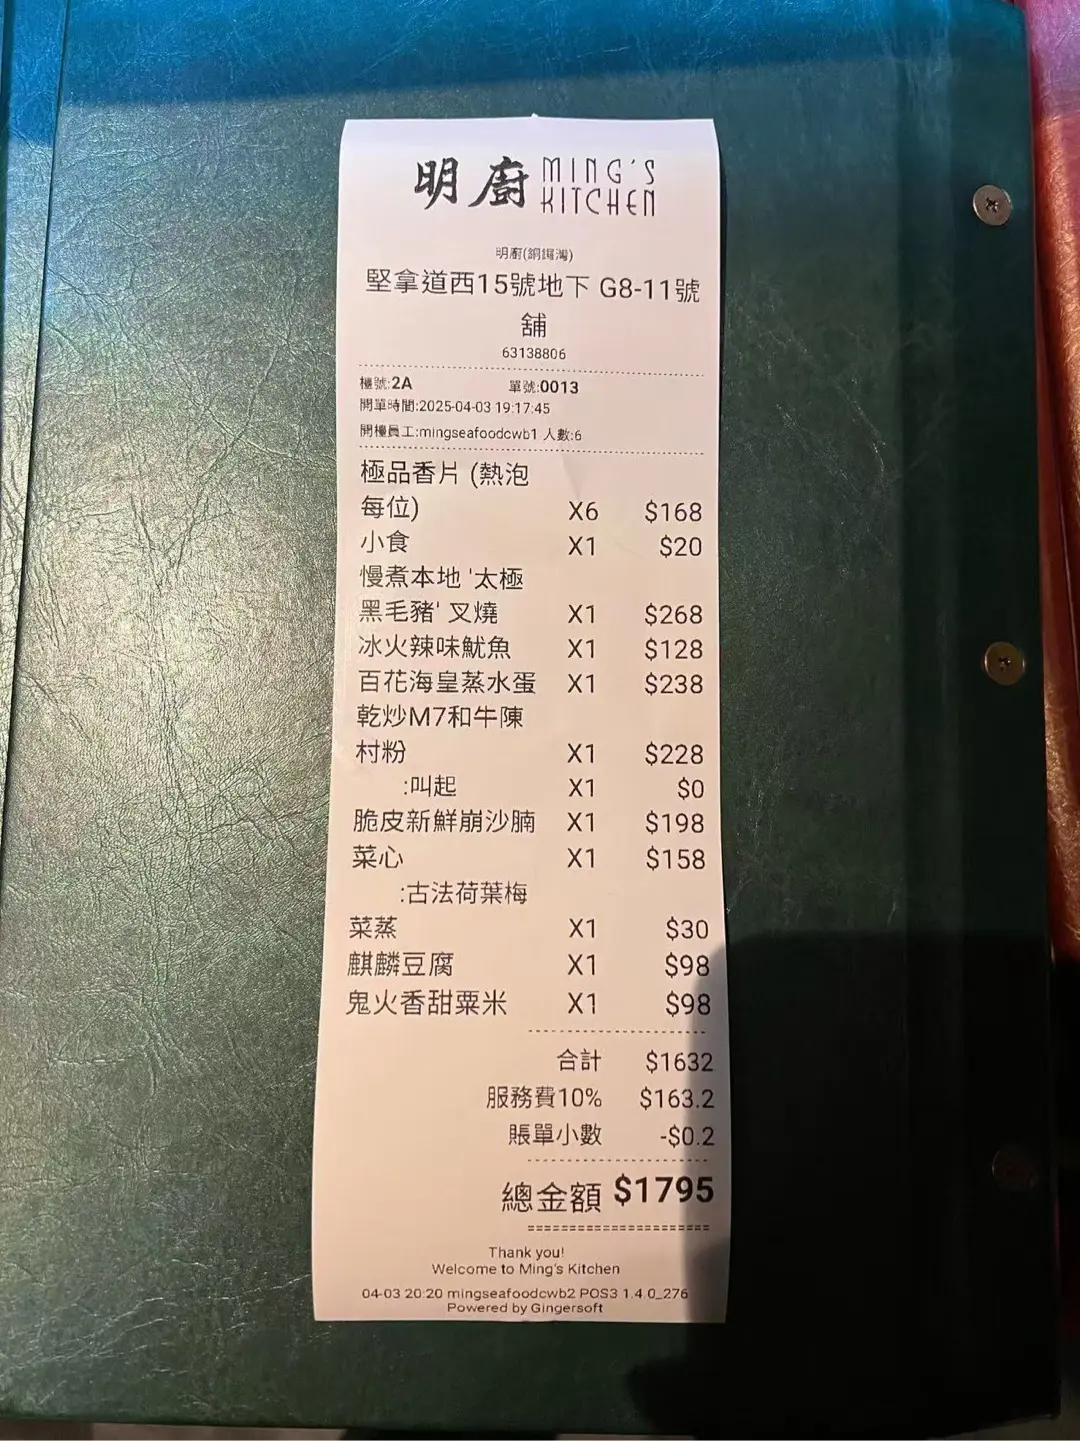 明廚 MING'S KITCHEN
明廚(銅鑼灣)
堅拿道西15號地下 G8-11號
舖
63138806
檯號:2A 單號:0013
開單時間:2025-04-03 19:17:45
開檯員工:mingseafoodcwb1 人數:6
極品香片 (熱泡
每位) X6 $168
小食 X1 $20
慢煮本地 '太極
黑毛豬' 叉燒 X1 $268
冰火辣味魷魚 X1 $128
百花海皇蒸水蛋 X1 $238
乾炒M7和牛陳
村粉 X1 $228
:叫起 X1 $0
脆皮新鮮崩沙腩 X1 $198
菜心 X1 $158
:古法荷葉梅
菜蒸 X1 $30
麒麟豆腐 X1 $98
鬼火香甜粟米 X1 $98
合計 $1632
服務費10% $163.2
賬單小數 -$0.2
總金額 $1795
Thank you!
Welcome to Ming's Kitchen
04-03 20:20 mingseafoodcwb2 POS3 1.4.0_276
Powered by Gingersoft